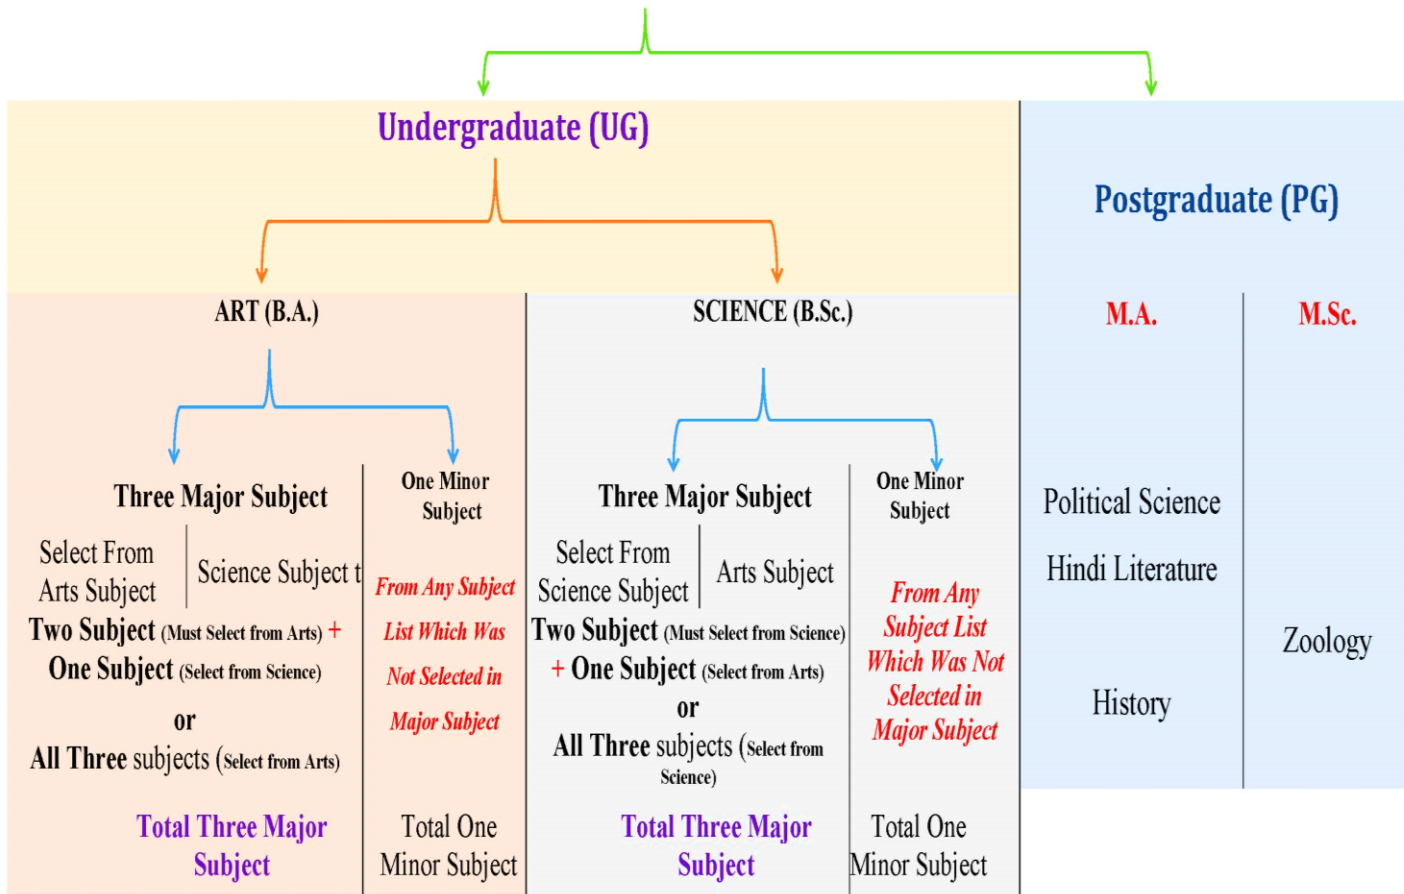 Undergraduate (UG)
Postgraduate (PG)
ART (B.A.)
SCIENCE (B.Sc.)
M.A.
M.Sc.
Three Major Subject
One Minor
Subject
Select From
Arts Subject
Science Subject t
Two Subject (Must Select from Arts) +
One Subject (Select from Science)
or
All Three subjects (Select from Arts)
Total Three Major
Subject
From Any Subject
List Which Was
Not Selected in
Major Subject
Total One
Minor Subject
Three Major Subject
One Minor
Subject
Select From
Science Subject
Arts Subject
Two Subject (Must Select from Science)
+ One Subject (Select from Arts)
or
All Three subjects (Select from
Science)
Total Three Major
Subject
From Any
Subject List
Which Was Not
Selected in
Major Subject
Total One
Minor Subject
Political Science
Hindi Literature
History
Zoology